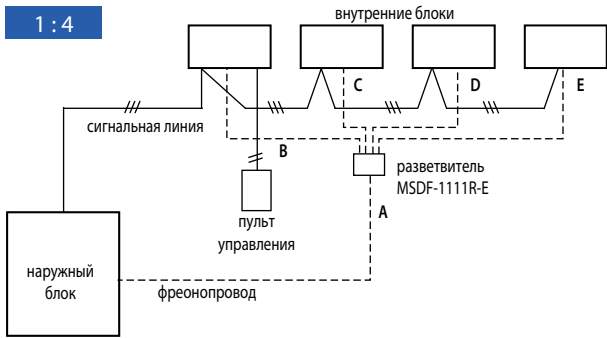 1 : 4
внутренние блоки
C
D
E
сигнальная линия
B
разветвитель
MSDF-1111R-E
A
пульт
управления
наружный
блок
фреонопровод